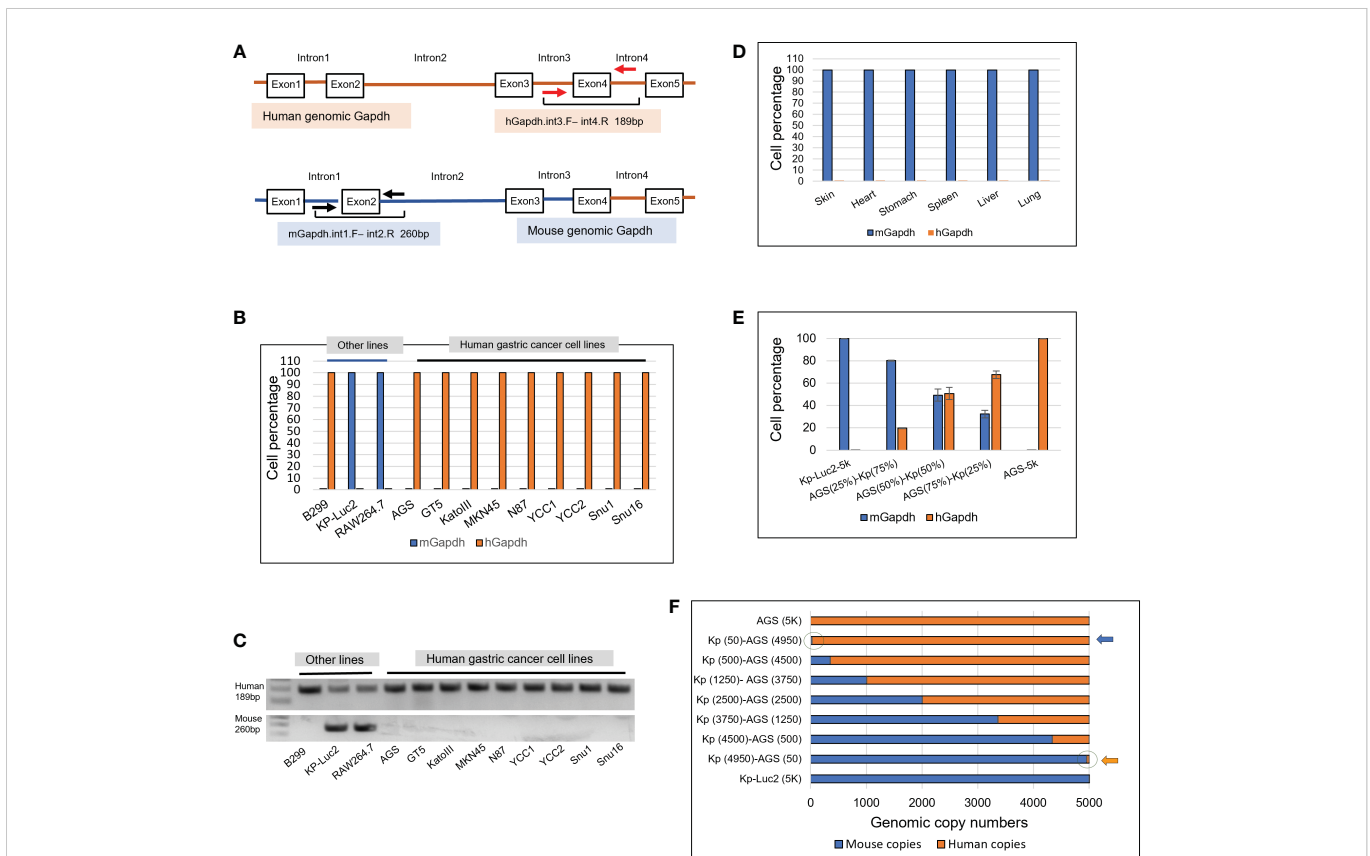 A
Intron1 Intron2 Intron3 Intron4
Exon1 Exon2 Exon3 Exon4 Exon5
Human genomic Gapdh
hGapdh.int3.F– int4.R 189bp
Intron1 Intron2 Intron3 Intron4
Exon1 Exon2 Exon3 Exon4 Exon5
mGapdh.int1.F– int2.R 260bp
Mouse genomic Gapdh
B
Other lines
Human gastric cancer cell lines
Cell percentage
110
100
90
80
70
60
50
40
30
20
10
0
B299 KP-Luc2 RAW264.7 AGS GT5 KatoIII MKN45 N87 YCC1 YCC2 Snu1 Snu16
mGapdh hGapdh
C
Other lines
Human gastric cancer cell lines
Human
189bp
Mouse
260bp
B299 KP-Luc2 RAW264.7 AGS GT5 KatoIII MKN45 N87 YCC1 YCC2 Snu1 Snu16
D
Cell percentage
110
100
90
80
70
60
50
40
30
20
10
0
Skin Heart Stomach Spleen Liver Lung
mGapdh hGapdh
E
Cell percentage
100
80
60
40
20
0
Kp-Luc2-5k AGS(25%)-Kp(75%) AGS(50%)-Kp(50%) AGS(75%)-Kp(25%) AGS-5k
mGapdh hGapdh
F
AGS (5K)
Kp (50)-AGS (4950)
Kp (500)-AGS (4500)
Kp (1250)- AGS (3750)
Kp (2500)-AGS (2500)
Kp (3750)-AGS (1250)
Kp (4500)-AGS (500)
Kp (4950)-AGS (50)
Kp-Luc2 (5K)
0 1000 2000 3000 4000 5000
Genomic copy numbers
Mouse copies Human copies